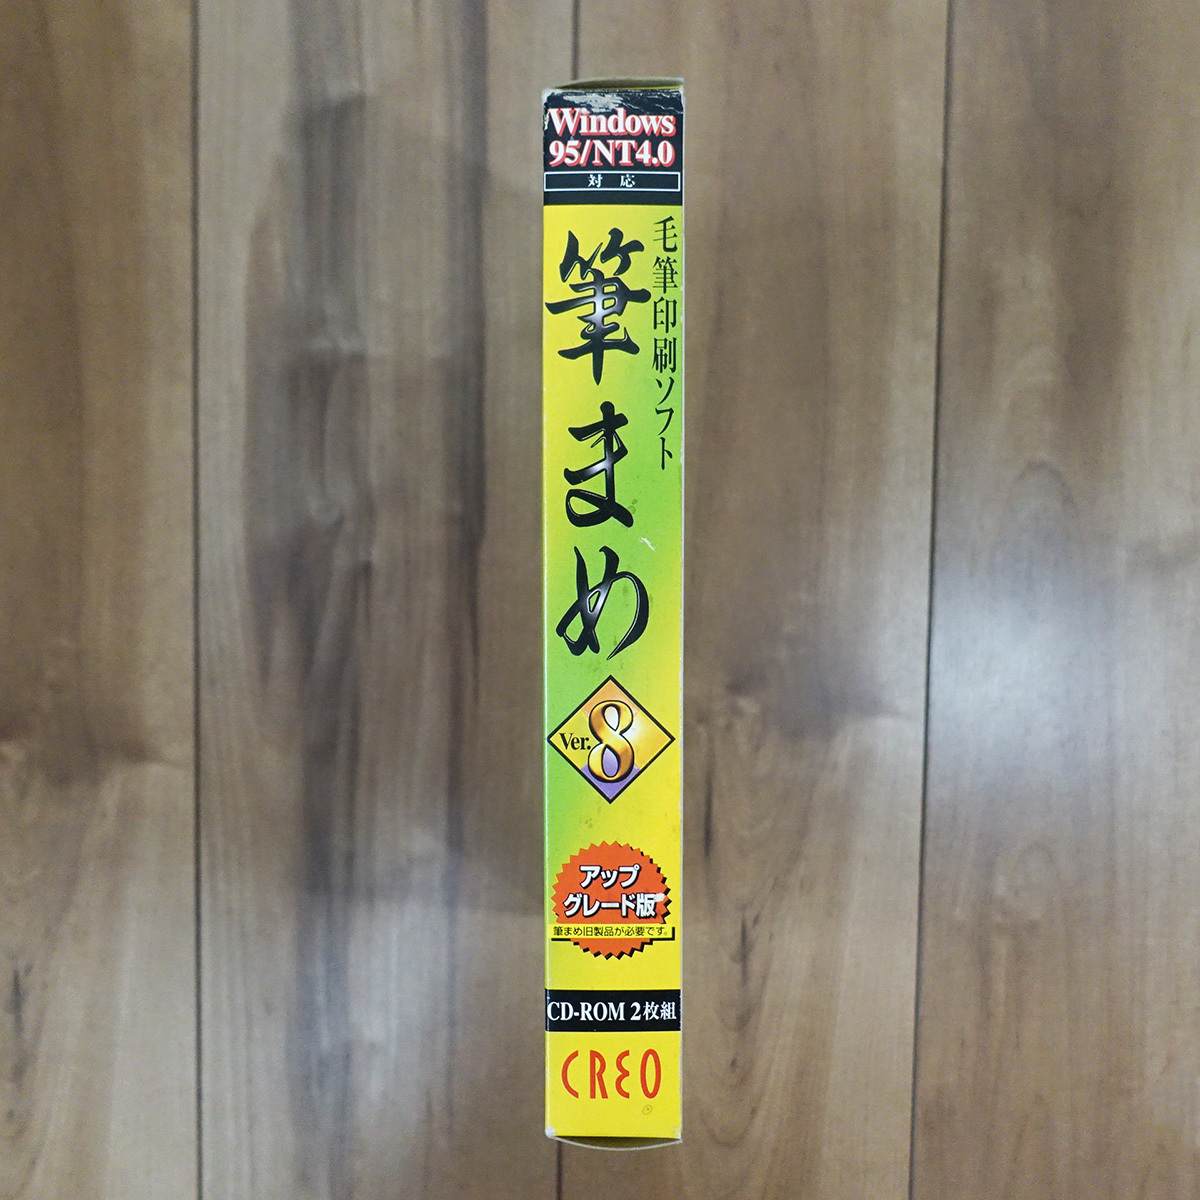 Windows
95/NT4.0
対応
毛筆印刷ソフト
筆まめ
Ver.8
アップ
グレード版
筆まめ旧製品が必要です。
CD-ROM 2枚組
CREO